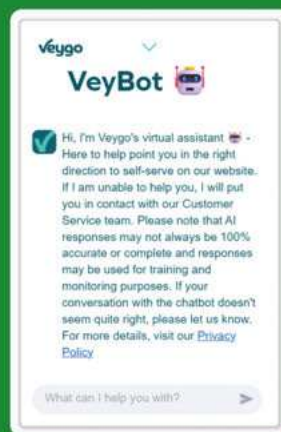 veygo
VeyBot
Hi, I'm Veygo's virtual assistant 🤖 -
Here to help point you in the right
direction to self-serve on our website.
If I am unable to help you, I will put
you in contact with our Customer
Service team. Please note that AI
responses may not always be 100%
accurate or complete and responses
may be used for training and
monitoring purposes. If your
conversation with the chatbot doesn't
seem quite right, please let us know.
For more details, visit our Privacy
Policy
What can I help you with?